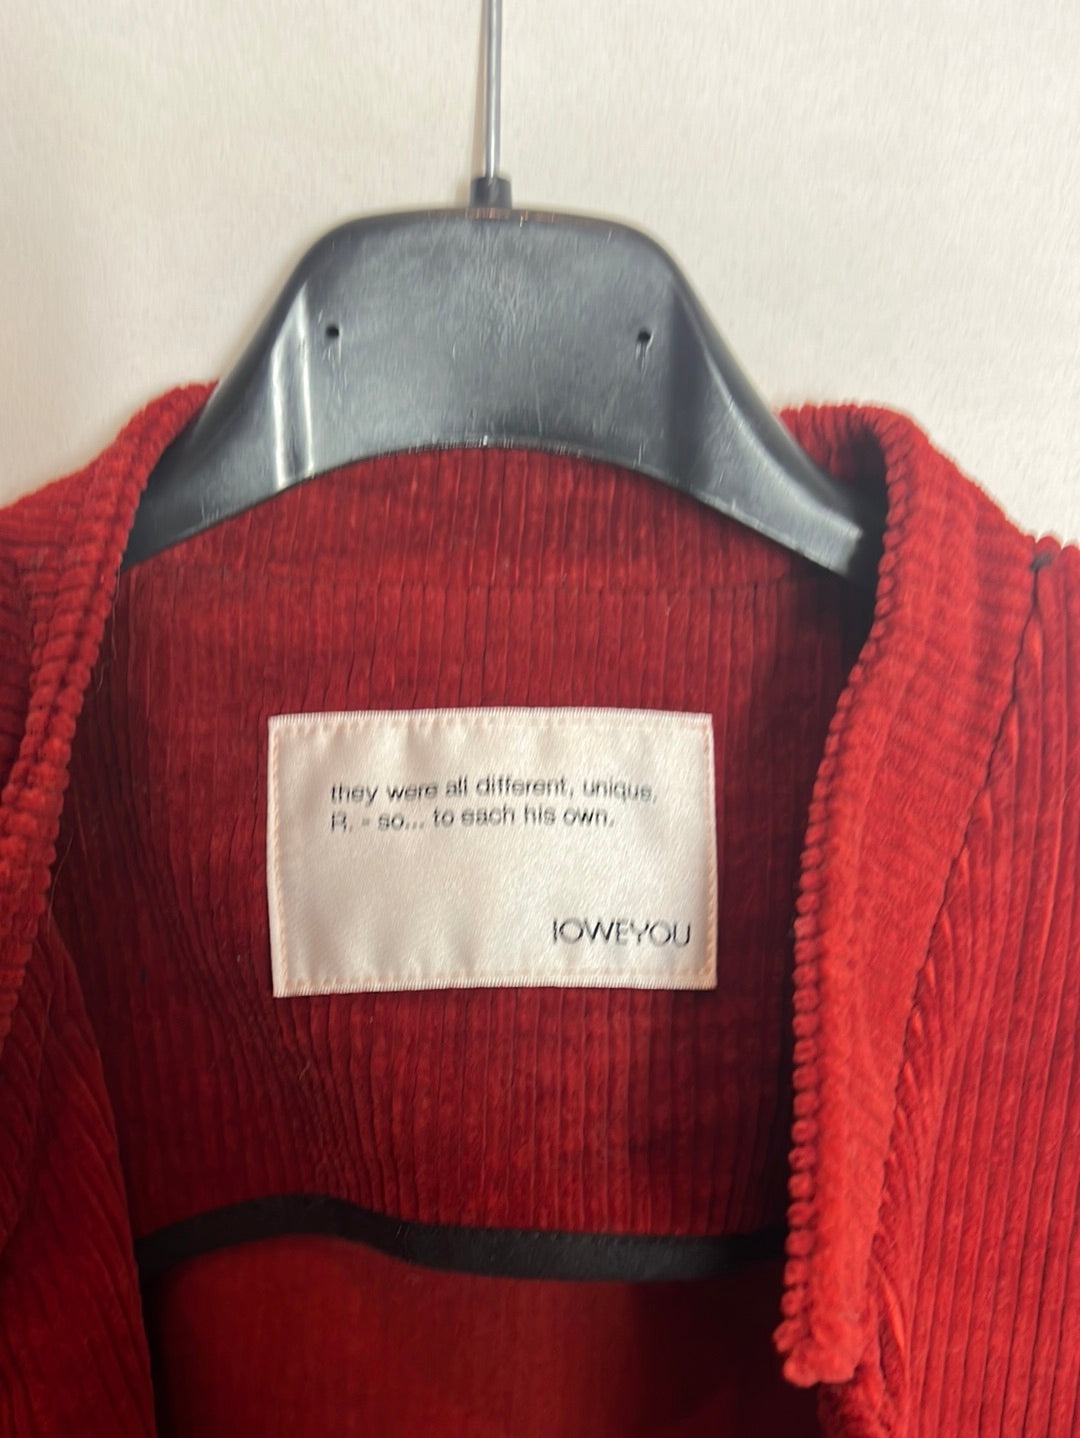 they were all different, unique,
R. - so... to each his own.
IOWEYOU